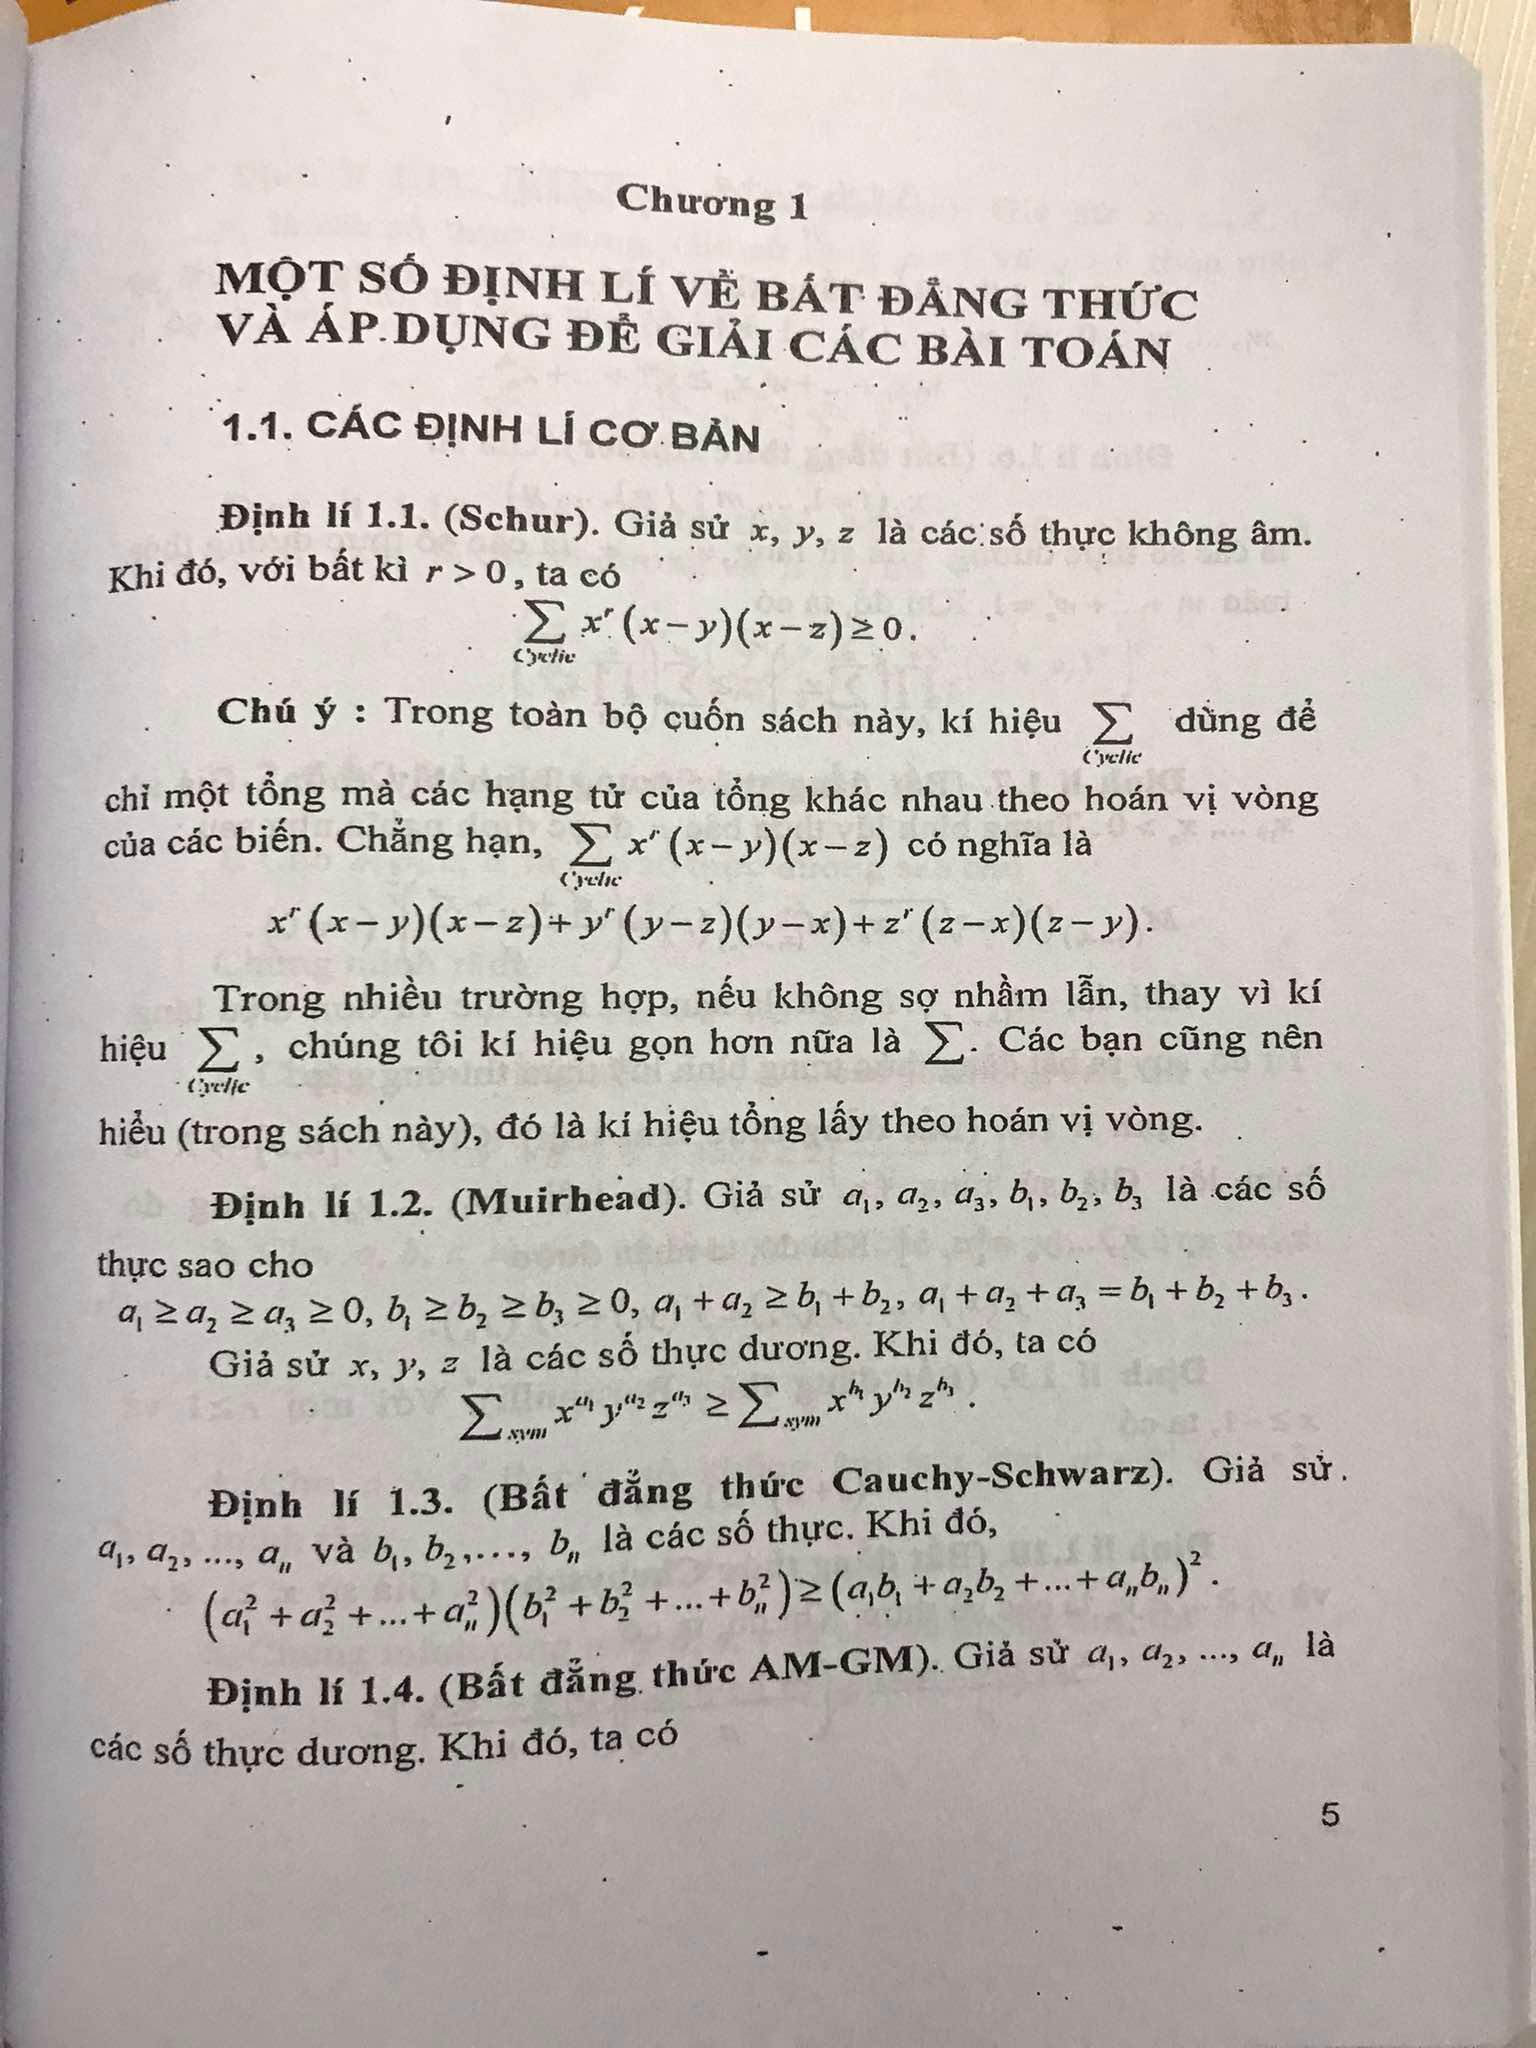 Chương 1
MỘT SỐ ĐỊNH LÍ VỀ BẤT ĐẲNG THỨC
VÀ ÁP DỤNG ĐỂ GIẢI CÁC BÀI TOÁN
1.1. CÁC ĐỊNH LÍ CƠ BẢN
Định lí 1.1. (Schur). Giả sử x, y, z là các số thực không âm.
Khi đó, với bất kì r > 0, ta có
∑_{Cyclic} x^r (x − y)(x − z) ≥ 0.
Chú ý : Trong toàn bộ cuốn sách này, kí hiệu ∑_{Cyclic} dùng để
chỉ một tổng mà các hạng tử của tổng khác nhau theo hoán vị vòng
của các biến. Chẳng hạn, ∑_{Cyclic} x^r (x − y)(x − z) có nghĩa là
x^r (x − y)(x − z) + y^r (y − z)(y − x) + z^r (z − x)(z − y).
Trong nhiều trường hợp, nếu không sợ nhầm lẫn, thay vì kí
hiệu ∑_{Cyclic}, chúng tôi kí hiệu gọn hơn nữa là ∑. Các bạn cũng nên
hiểu (trong sách này), đó là kí hiệu tổng lấy theo hoán vị vòng.
Định lí 1.2. (Muirhead). Giả sử a₁, a₂, a₃, b₁, b₂, b₃ là các số
thực sao cho
a₁ ≥ a₂ ≥ a₃ ≥ 0, b₁ ≥ b₂ ≥ b₃ ≥ 0, a₁ + a₂ ≥ b₁ + b₂, a₁ + a₂ + a₃ = b₁ + b₂ + b₃.
Giả sử x, y, z là các số thực dương. Khi đó, ta có
∑_{sym} x^{a₁} y^{a₂} z^{a₃} ≥ ∑_{sym} x^{b₁} y^{b₂} z^{b₃}.
Định lí 1.3. (Bất đẳng thức Cauchy-Schwarz). Giả sử
a₁, a₂, ..., aₙ và b₁, b₂,..., bₙ là các số thực. Khi đó,
(a₁² + a₂² + ... + aₙ²)(b₁² + b₂² + ... + bₙ²) ≥ (a₁b₁ + a₂b₂ + ... + aₙbₙ)².
Định lí 1.4. (Bất đẳng thức AM-GM). Giả sử a₁, a₂, ..., aₙ là
các số thực dương. Khi đó, ta có
5